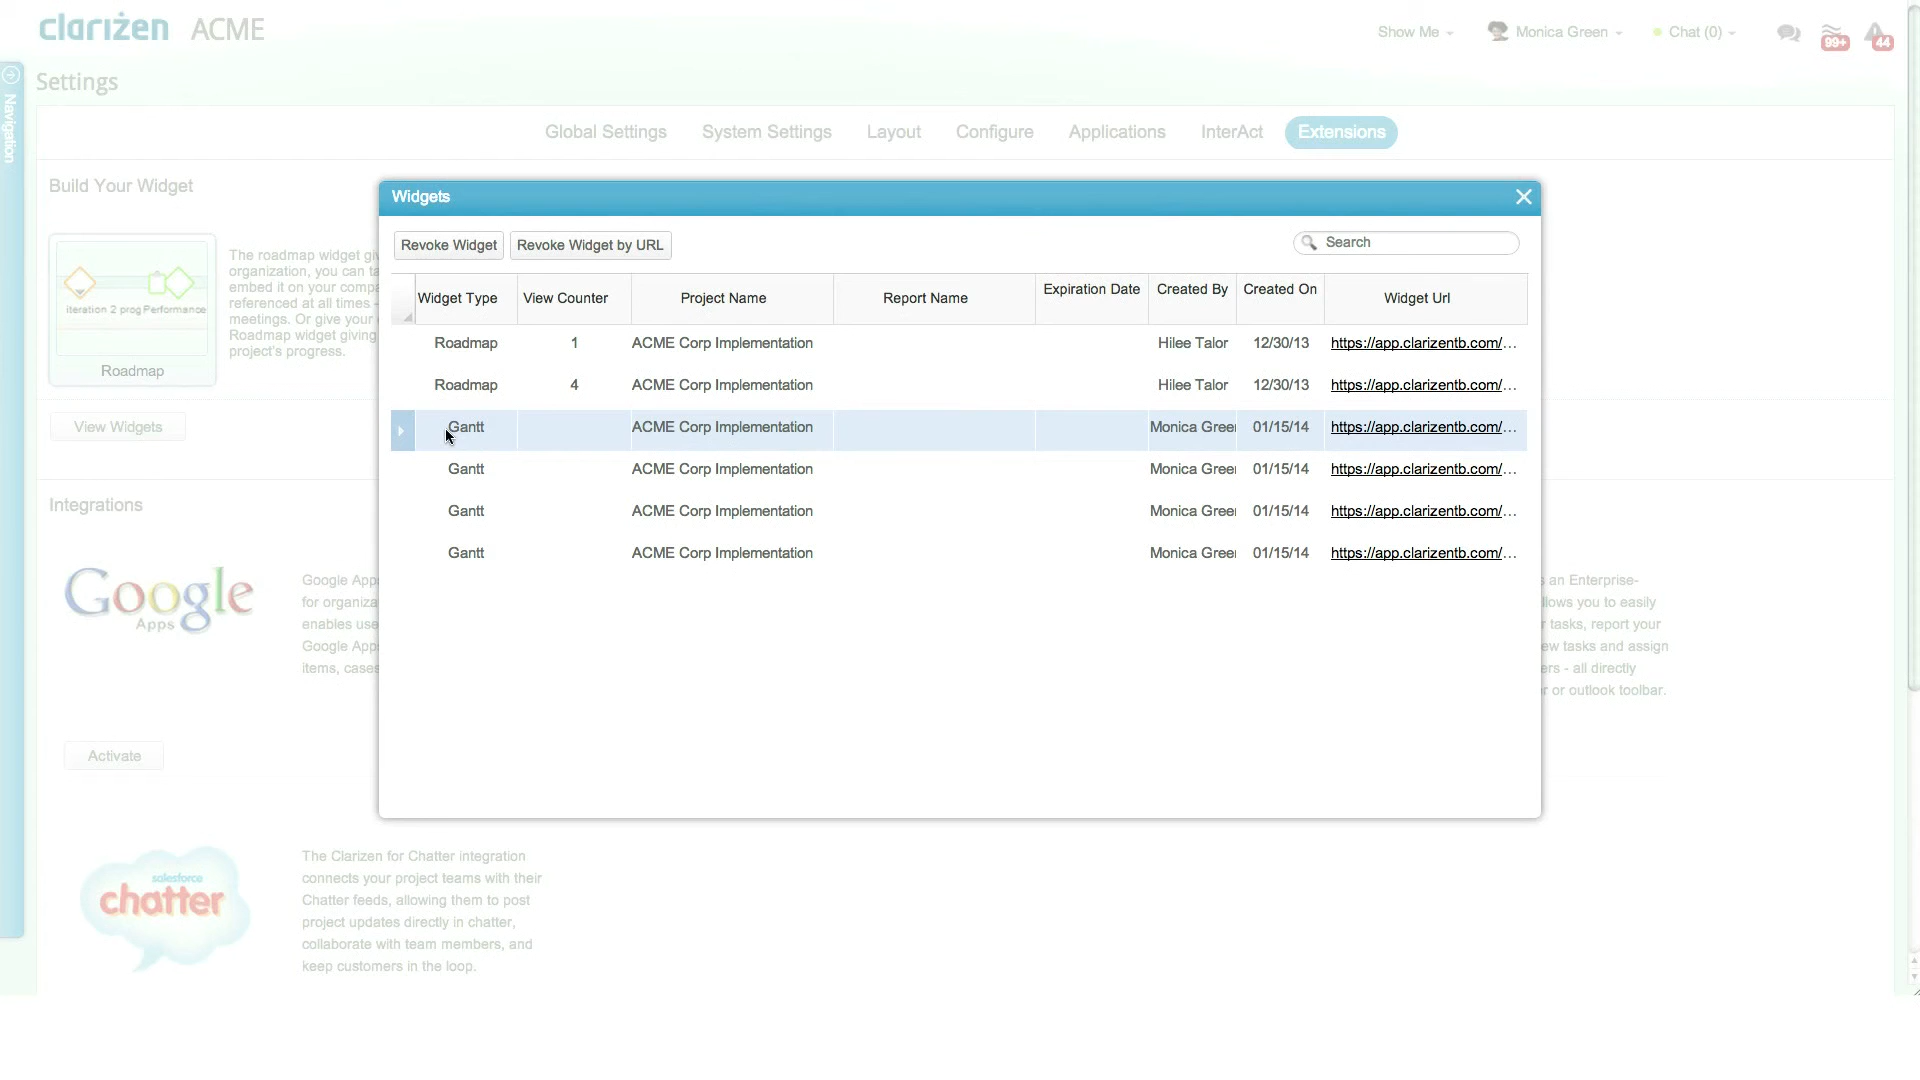 clarizen ACME
Show Me
Monica Green
Chat (0)
99+
44
Navigation
Settings
Global Settings
System Settings
Layout
Configure
Applications
InterAct
Extensions
Build Your Widget
iteration 2 prog Performance
Roadmap
The roadmap widget
organization, you can
embed it on your
referenced at all times -
meetings. Or give your
Roadmap widget giving
project's progress.
View Widgets
Widgets
Revoke Widget
Revoke Widget by URL
Search
Widget Type View Counter Project Name Report Name Expiration Date Created By Created On Widget Url
Roadmap 1 ACME Corp Implementation Hilee Talor 12/30/13 https://app.clarizentb.com/...
Roadmap 4 ACME Corp Implementation Hilee Talor 12/30/13 https://app.clarizentb.com/...
Gantt ACME Corp Implementation Monica Gree 01/15/14 https://app.clarizentb.com/...
Gantt ACME Corp Implementation Monica Gree 01/15/14 https://app.clarizentb.com/...
Gantt ACME Corp Implementation Monica Gree 01/15/14 https://app.clarizentb.com/...
Gantt ACME Corp Implementation Monica Gree 01/15/14 https://app.clarizentb.com/...
Integrations
Google
Apps
Google App
for organiza
enables use
Google App
items, cases
Activate
s an Enterprise-
llows you to easily
r tasks, report your
ew tasks and assign
ers - all directly
r or outlook toolbar.
salesforce
chatter
The Clarizen for Chatter integration
connects your project teams with their
Chatter feeds, allowing them to post
project updates directly in chatter,
collaborate with team members, and
keep customers in the loop.